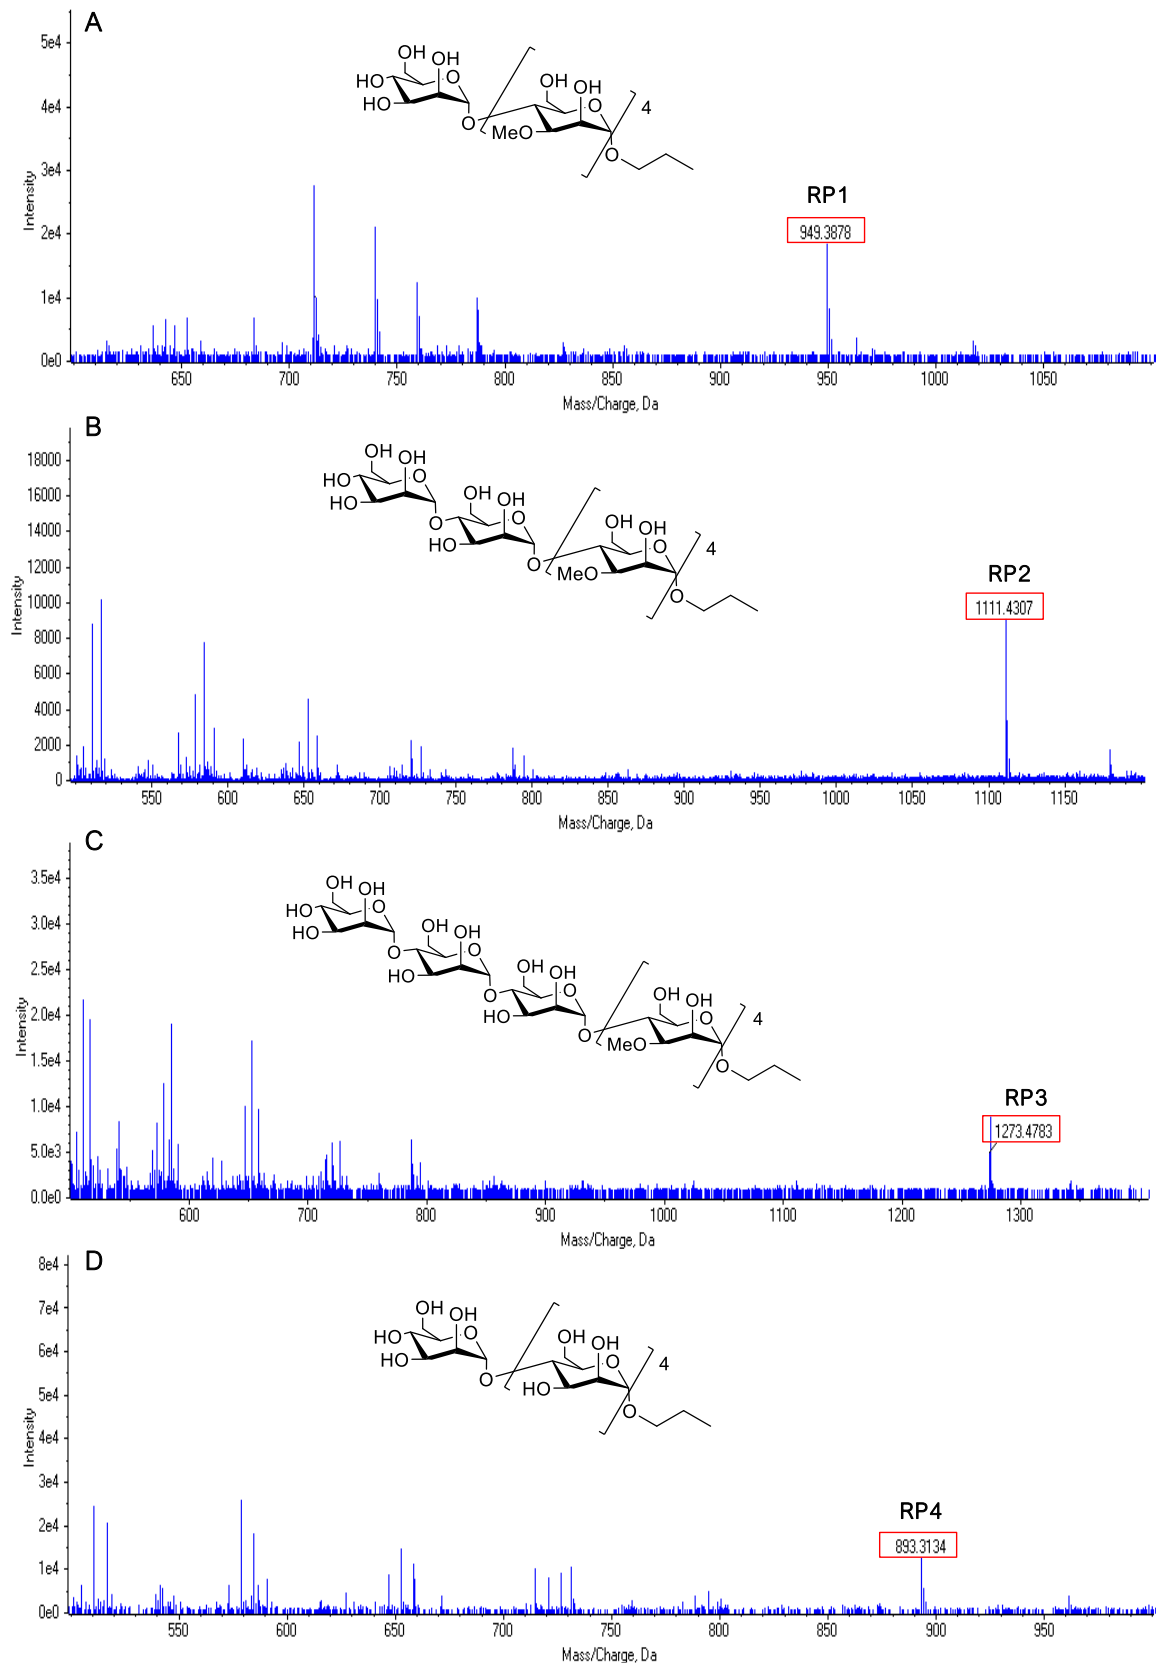 A
5e4
4e4
3e4
2e4
1e4
0e0
Intensity
OH
OH
HO
HO
O
O
OH
OH
O
MeO
4
O
RP1
949.3878
650 700 750 800 850 900 950 1000 1050
Mass/Charge, Da
B
18000
16000
14000
12000
10000
8000
6000
4000
2000
0
Intensity
OH
OH
HO
HO
O
O
OH
OH
O
HO
O
OH
OH
O
MeO
4
O
RP2
1111.4307
550 600 650 700 750 800 850 900 950 1000 1050 1100 1150
Mass/Charge, Da
C
3.5e4
3.0e4
2.5e4
2.0e4
1.5e4
1.0e4
5.0e3
0.0e0
Intensity
OH
OH
HO
HO
O
O
OH
OH
O
HO
O
OH
OH
O
HO
O
OH
OH
O
MeO
4
O
RP3
1273.4783
600 700 800 900 1000 1100 1200 1300
Mass/Charge, Da
D
8e4
7e4
6e4
5e4
4e4
3e4
2e4
1e4
0e0
Intensity
OH
OH
HO
HO
O
O
OH
OH
O
HO
4
O
RP4
893.3134
550 600 650 700 750 800 850 900 950
Mass/Charge, Da